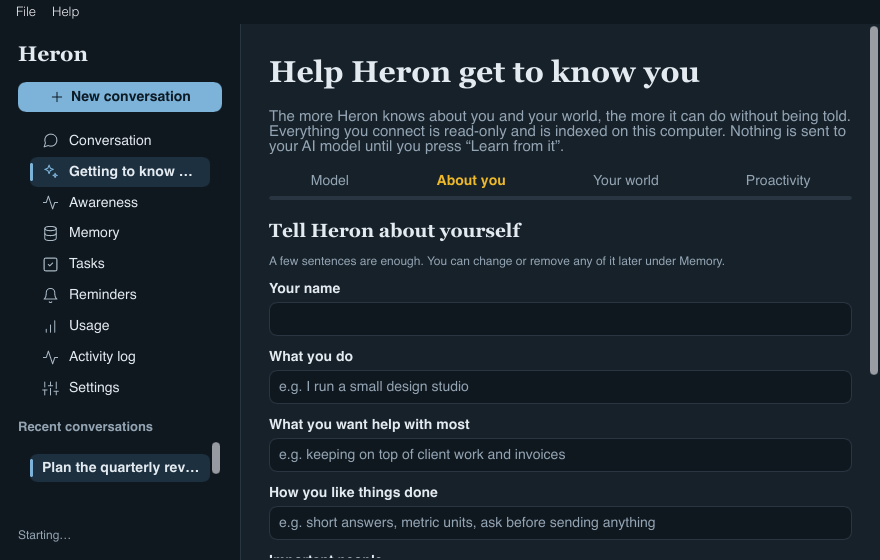 File Help
Heron
New conversation
Conversation
Getting to know ...
Awareness
Memory
Tasks
Reminders
Usage
Activity log
Settings
Recent conversations
Plan the quarterly rev...
Starting...
Help Heron get to know you
The more Heron knows about you and your world, the more it can do without being told.
Everything you connect is read-only and is indexed on this computer. Nothing is sent to
your AI model until you press “Learn from it”.
Model About you Your world Proactivity
Tell Heron about yourself
A few sentences are enough. You can change or remove any of it later under Memory.
Your name
What you do
e.g. I run a small design studio
What you want help with most
e.g. keeping on top of client work and invoices
How you like things done
e.g. short answers, metric units, ask before sending anything